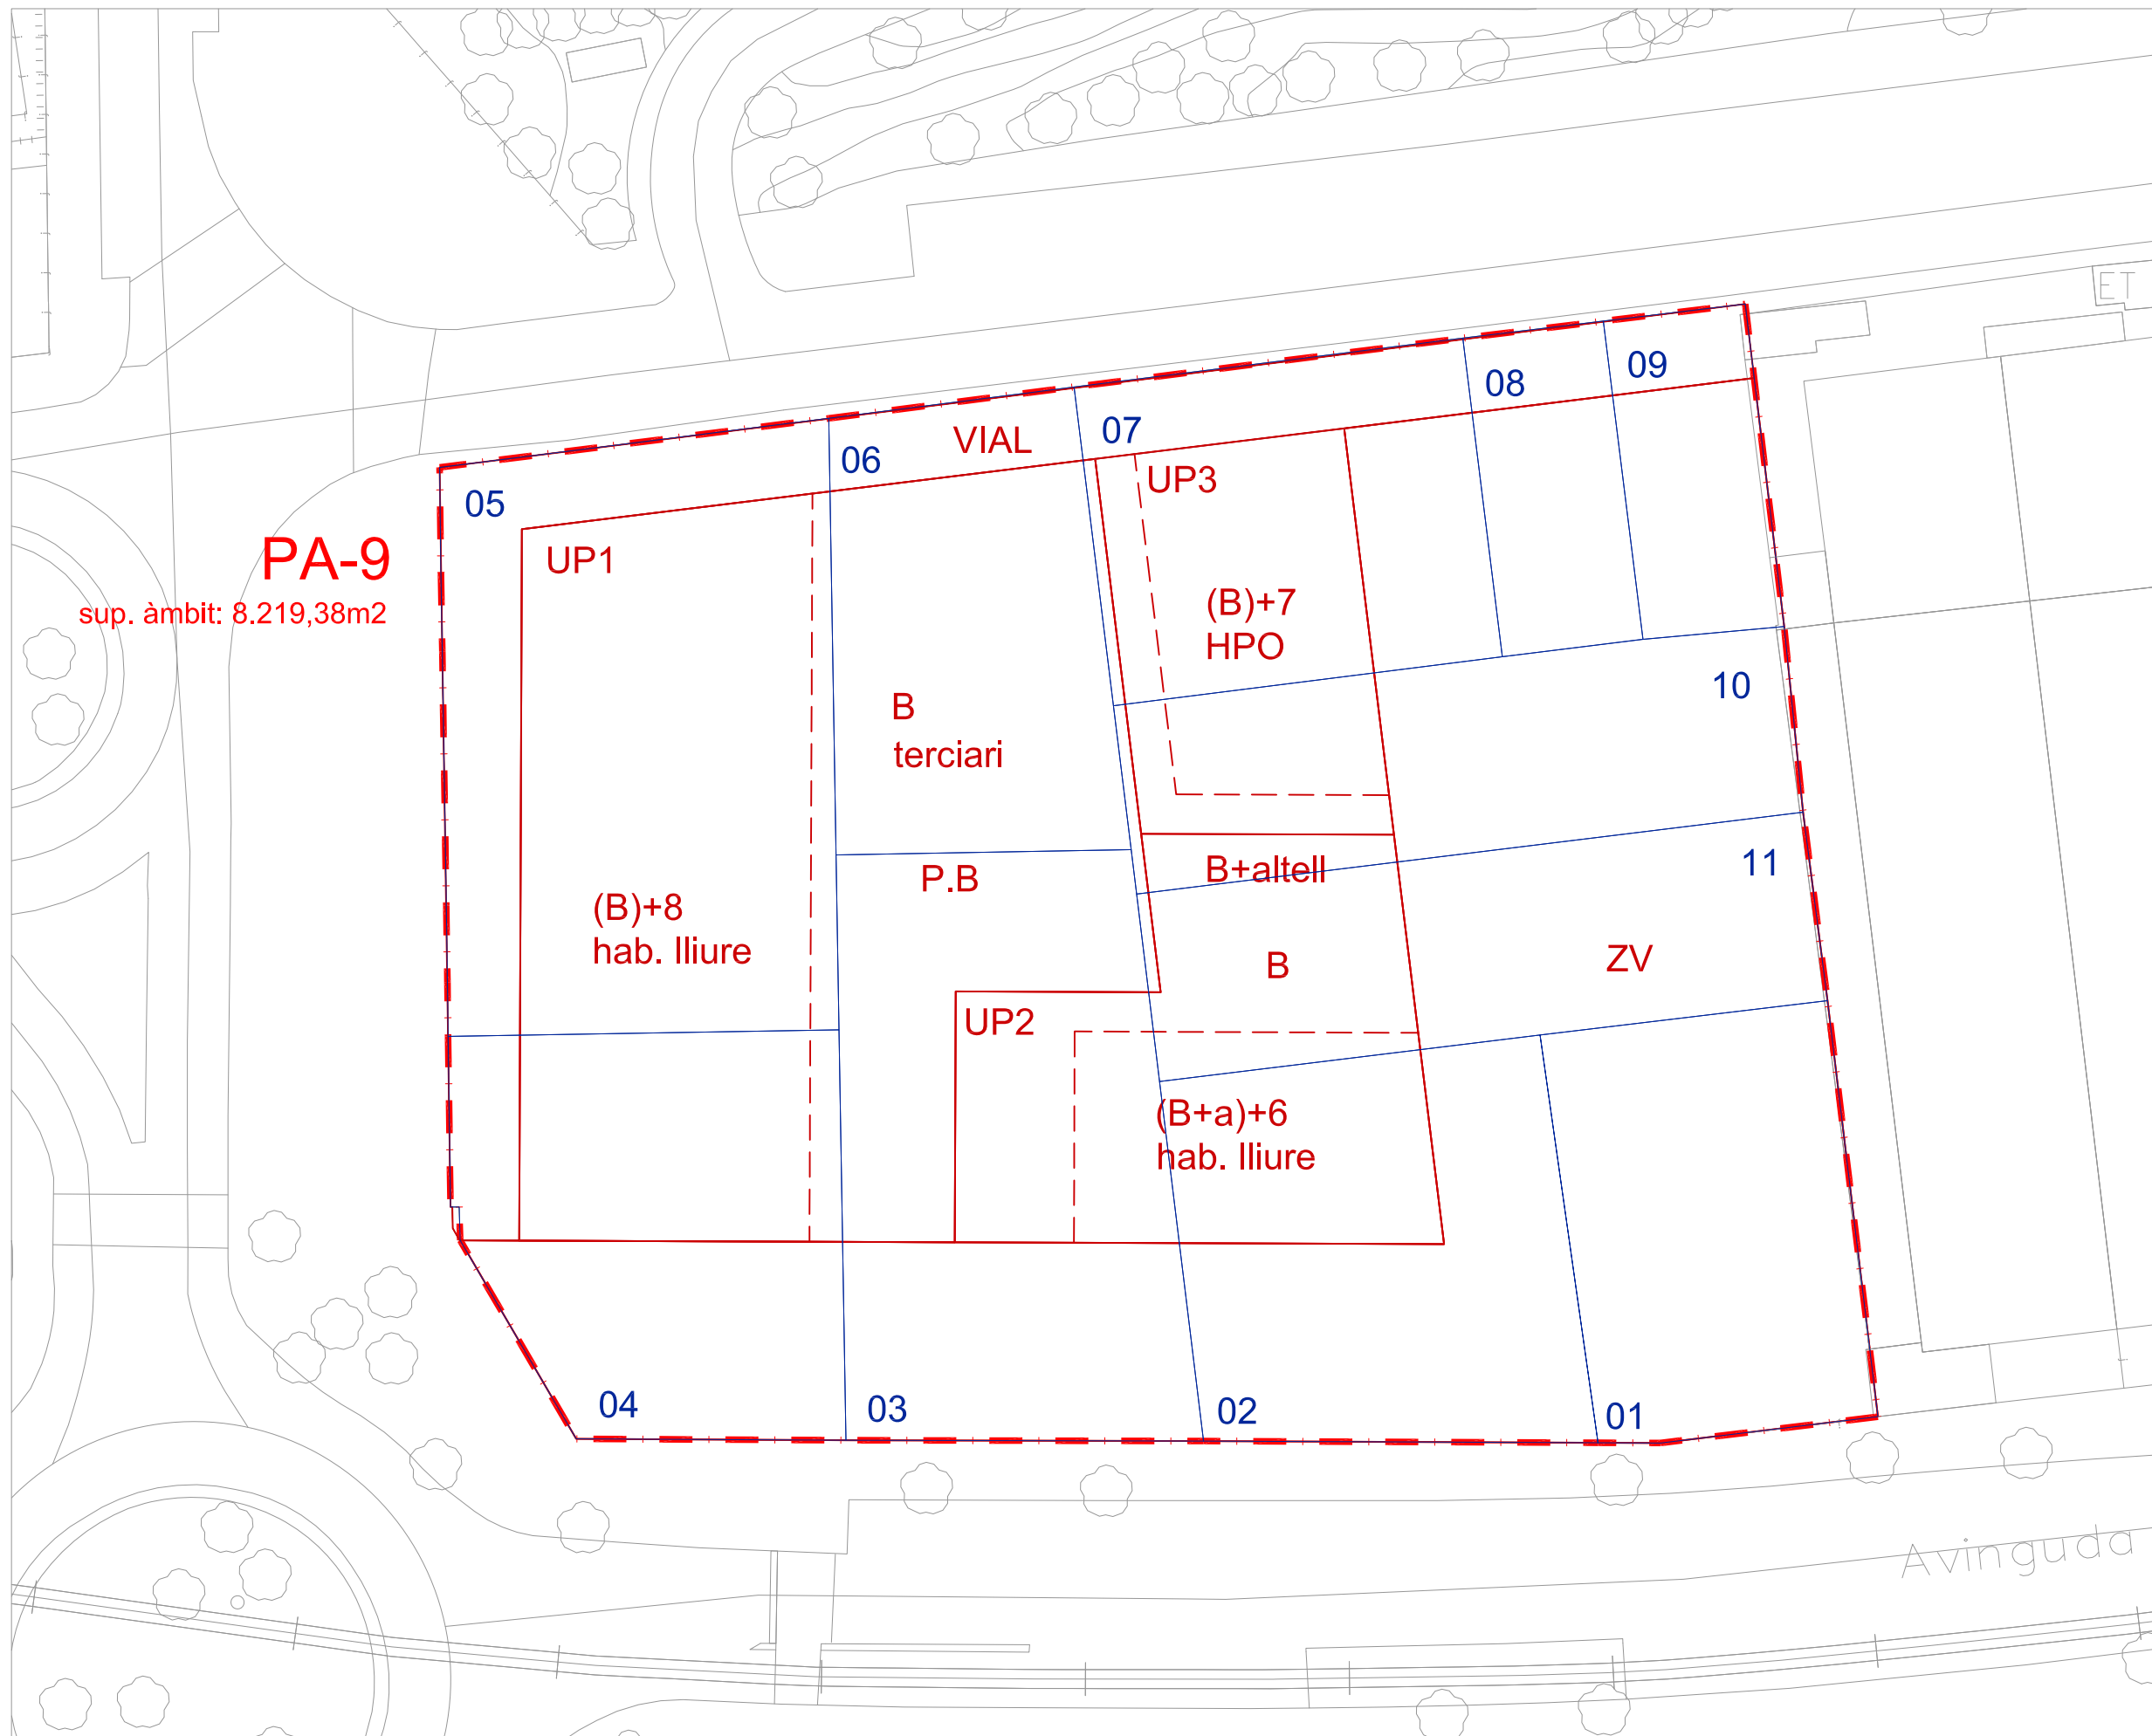 ET
09
08
07
VIAL
06
UP3
05
PA-9
UP1
sup. àmbit: 8.219,38m2
(B)+7
HPO
10
B
terciari
11
B+altell
P.B
(B)+8
hab. lliure
ZV
B
UP2
(B+a)+6
hab. lliure
04
03
02
01
Avinguda